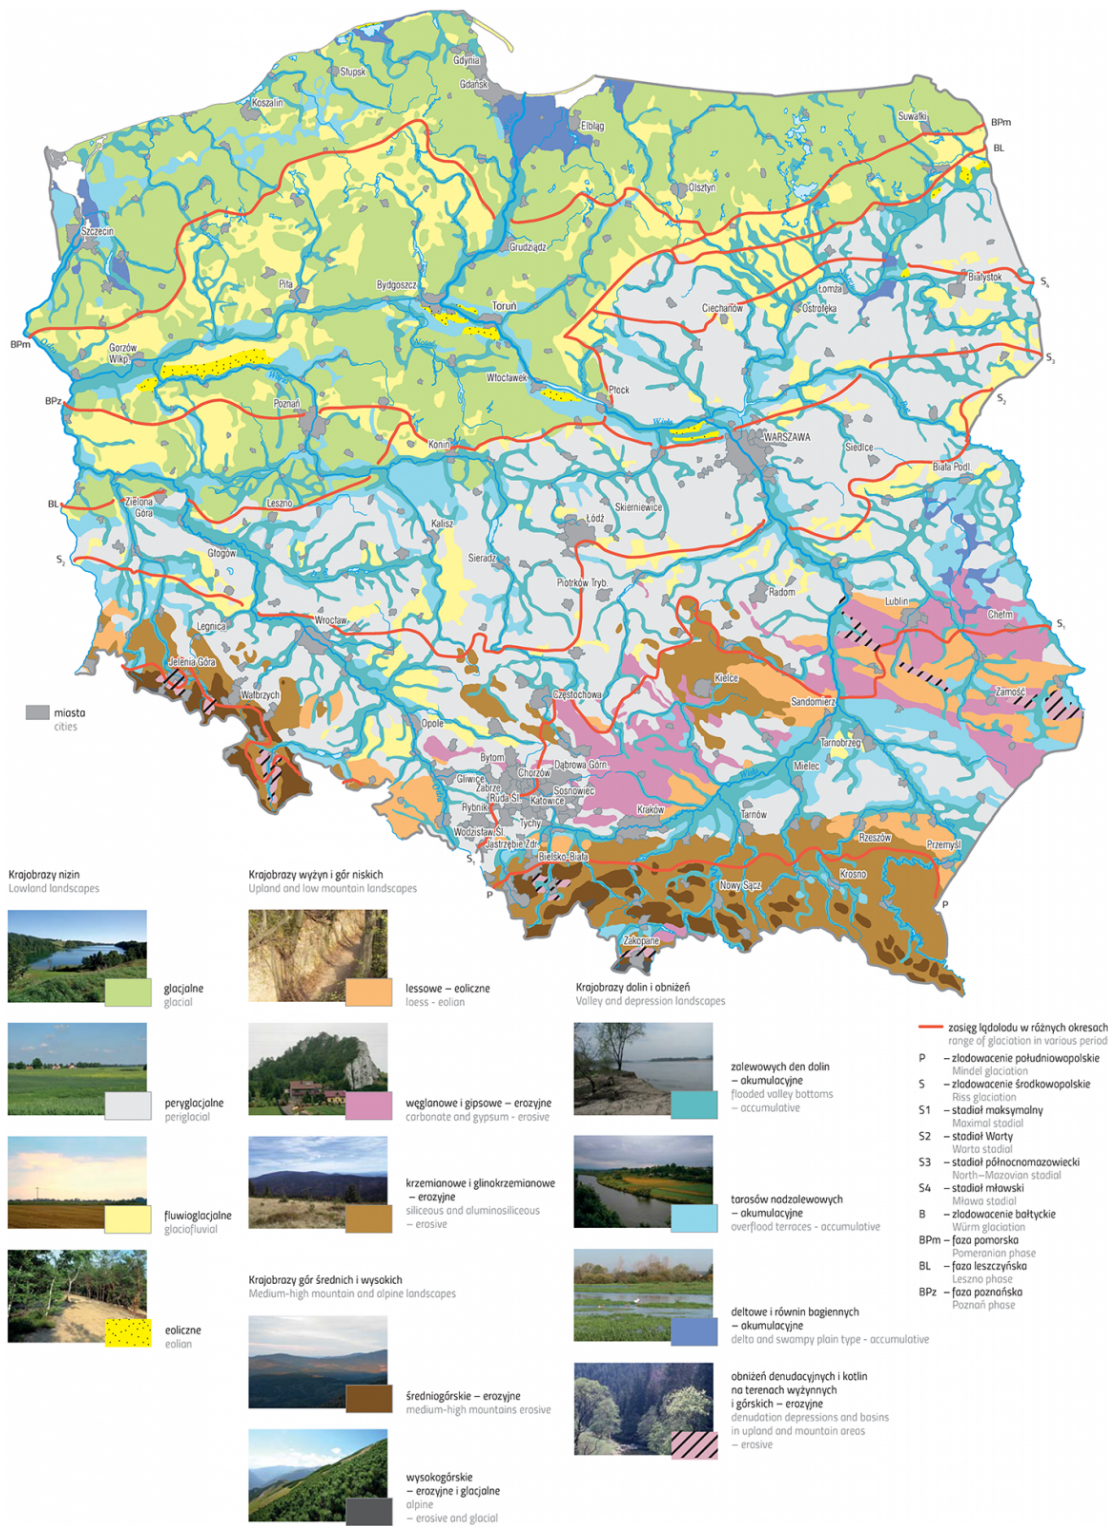 Gdynia
Gdańsk
Słupsk
Koszalin
Elbląg
Suwałki
BPm
BL
Olsztyn
Szczecin
Grudziądz
Białystok
S4
Piła
Bydgoszcz
Toruń
Łomża
Ciechanów
Ostrołęka
BPm
Odra
Gorzów
Wlkp.
Noteć
S3
Włocławek
Płock
Warta
BPz
Poznań
S2
Wisła
WARSZAWA
Konin
Siedlce
Biała Podl.
BL
Zielona
Góra
Leszno
Skierniewice
Kalisz
Łódź
S2
Głogów
Sieradz
Piotrków Tryb.
Radom
Lublin
Chełm
S1
Legnica
Wrocław
Jelenia Góra
Wałbrzych
Częstochowa
Kielce
Sandomierz
Zamość
miasta
cities
Opole
Tarnobrzeg
Bytom
Dąbrowa Górn.
Mielec
Gliwice
Chorzów
Zabrze
Sosnowiec
Ruda Śl.
Katowice
Rybnik
Kraków
Wisła
Odra
Tarnów
Tychy
Wodzisław Śl.
Rzeszów
Jastrzębie Zdr.
Przemyśl
S1
Bielsko-Biała
Krosno
Nowy Sącz
P
P
Zakopane
Krajobrazy nizin
Lowland landscapes
glacjalne
glacial
peryglacjalne
periglacial
fluwioglacjalne
glaciofluvial
eoliczne
eolian
Krajobrazy wyżyn i gór niskich
Upland and low mountain landscapes
lessowe – eoliczne
loess - eolian
węglanowe i gipsowe – erozyjne
carbonate and gypsum - erosive
krzemianowe i glinokrzemianowe
– erozyjne
siliceous and aluminosiliceous
– erosive
Krajobrazy gór średnich i wysokich
Medium-high mountain and alpine landscapes
średniogórskie – erozyjne
medium-high mountains erosive
wysokogórskie
– erozyjne i glacjalne
alpine
– erosive and glacial
Krajobrazy dolin i obniżeń
Valley and depression landscapes
zalewowych den dolin
– akumulacyjne
flooded valley bottoms
– accumulative
tarasów nadzalewowych
– akumulacyjne
overflood terraces - accumulative
deltowe i równin bagiennych
– akumulacyjne
delta and swampy plain type - accumulative
obniżeń denudacyjnych i kotlin
na terenach wyżynnych
i górskich – erozyjne
denudation depressions and basins
in upland and mountain areas
– erosive
zasięg lądolodu w różnych okresach
range of glaciation in various period
P – zlodowacenie południowopolskie
Mindel glaciation
S – zlodowacenie środkowopolskie
Riss glaciation
S1 – stadiał maksymalny
Maximal stadial
S2 – stadiał Warty
Warta stadial
S3 – stadiał północnomazowiecki
North–Mazovian stadial
S4 – stadiał mławski
Mława stadial
B – zlodowacenie bałtyckie
Würm glaciation
BPm – faza pomorska
Pomeranian phase
BL – faza leszczyńska
Leszno phase
BPz – faza poznańska
Poznań phase